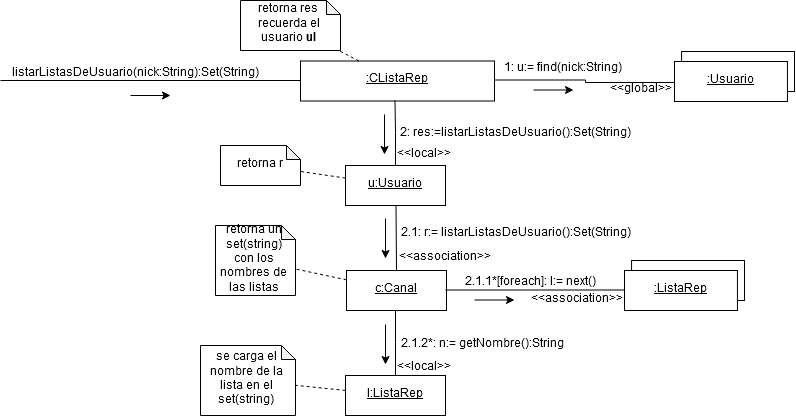 retorna res
recuerda el
usuario ul
listarListasDeUsuario(nick:String):Set(String)
:CListaRep
1: u:= find(nick:String)
<<global>>
:Usuario
2: res:=listarListasDeUsuario():Set(String)
<<local>>
retorna r
u:Usuario
retorna un
set(string)
con los
nombres de
las listas
2.1: r:= listarListasDeUsuario():Set(String)
<<association>>
c:Canal
2.1.1*[foreach]: l:= next()
<<association>>
:ListaRep
2.1.2*: n:= getNombre():String
<<local>>
se carga el
nombre de la
lista en el
set(string)
l:ListaRep